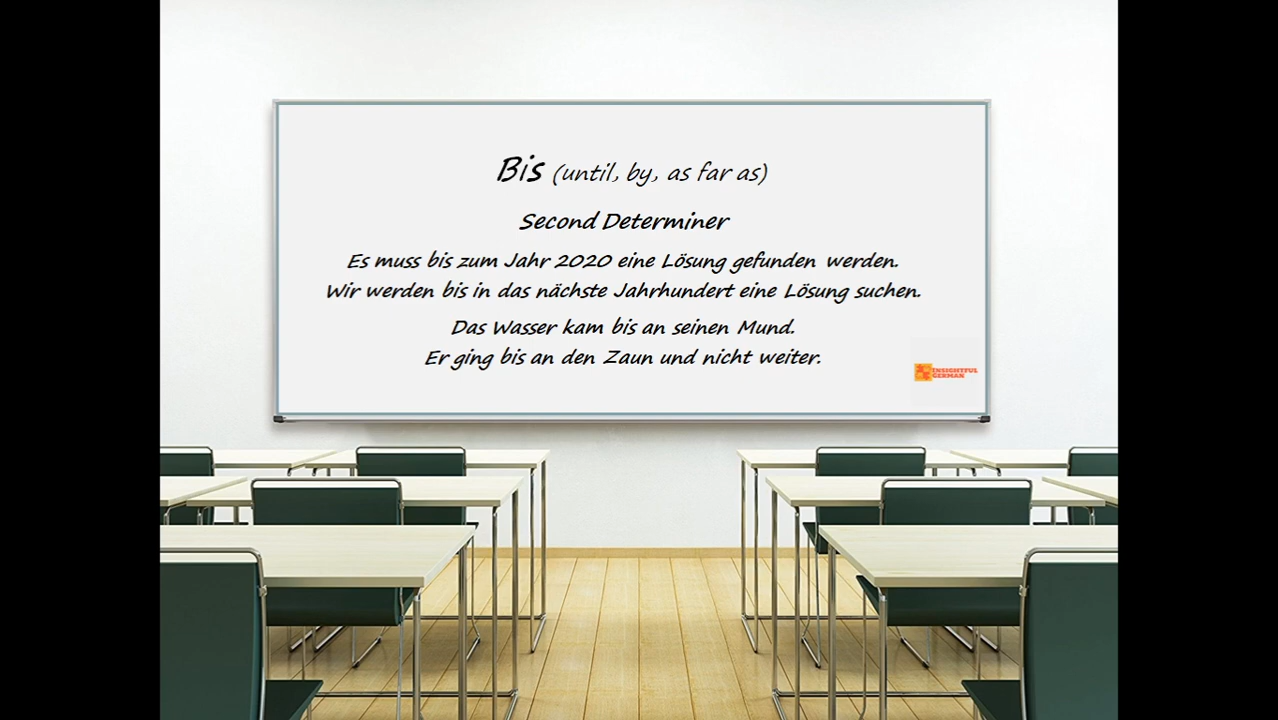 Bis (until, by, as far as)
Second Determiner
Es muss bis zum Jahr 2020 eine Lösung gefunden werden.
Wir werden bis in das nächste Jahrhundert eine Lösung suchen.
Das Wasser kam bis an seinen Mund.
Er ging bis an den Zaun und nicht weiter.
INSIGHTFUL
GERMAN